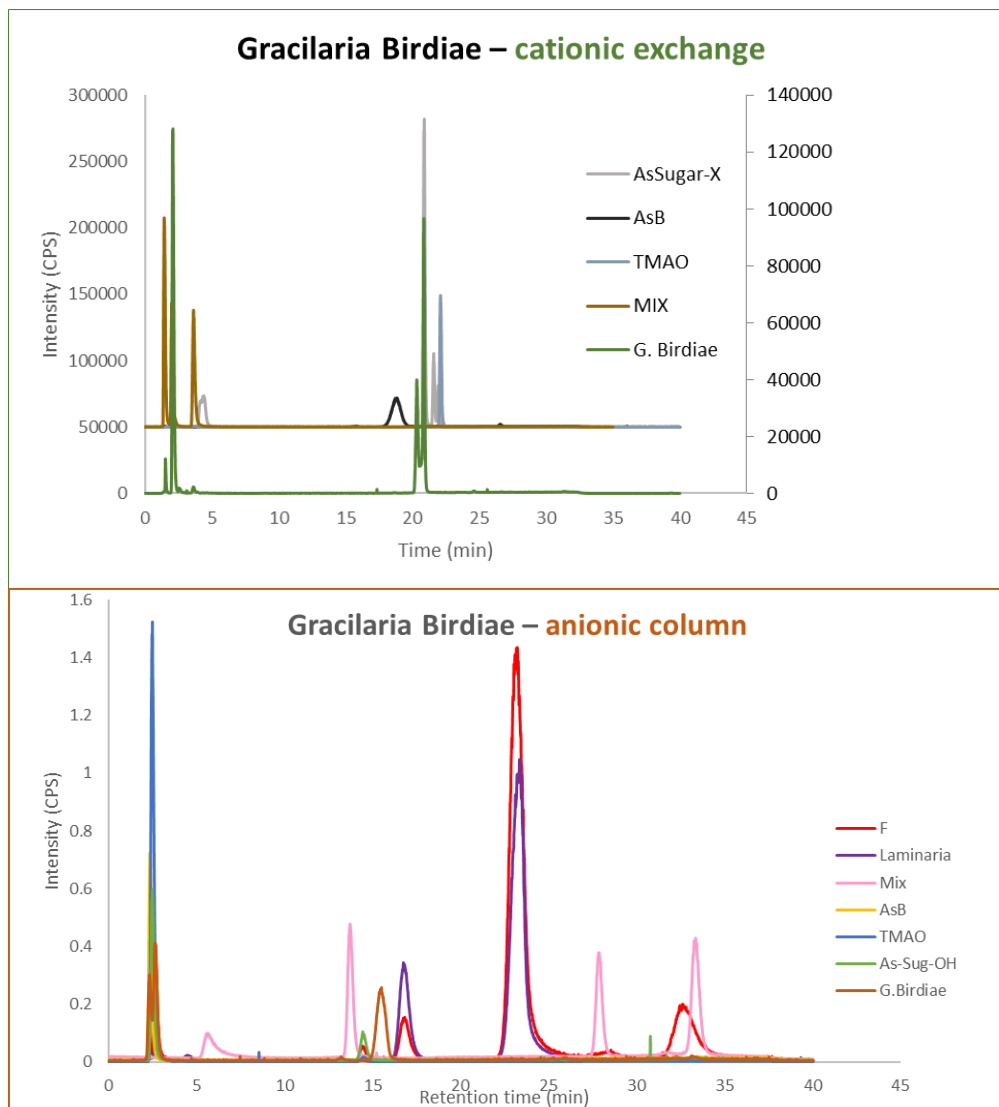 Gracilaria Birdiae – cationic exchange
300000
250000
200000
150000
100000
50000
0
Intensity (CPS)
140000
120000
100000
80000
60000
40000
20000
0
AsSugar-X
AsB
TMAO
MIX
G. Birdiae
0 5 10 15 20 25 30 35 40 45
Time (min)
Gracilaria Birdiae – anionic column
1.6
1.4
1.2
1
0.8
0.6
0.4
0.2
0
Intensity (CPS)
F
Laminaria
Mix
AsB
TMAO
As-Sug-OH
G.Birdiae
0 5 10 15 20 25 30 35 40 45
Retention time (min)